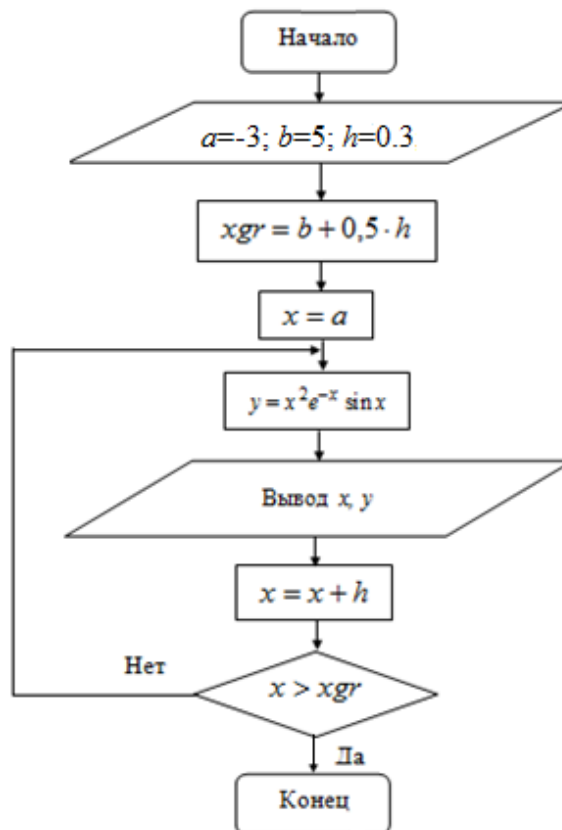 Начало
a=-3; b=5; h=0.3
xgr = b + 0,5 · h
x = a
y = x²e⁻ˣ sin x
Вывод x, y
x = x + h
Нет
x > xgr
Да
Конец